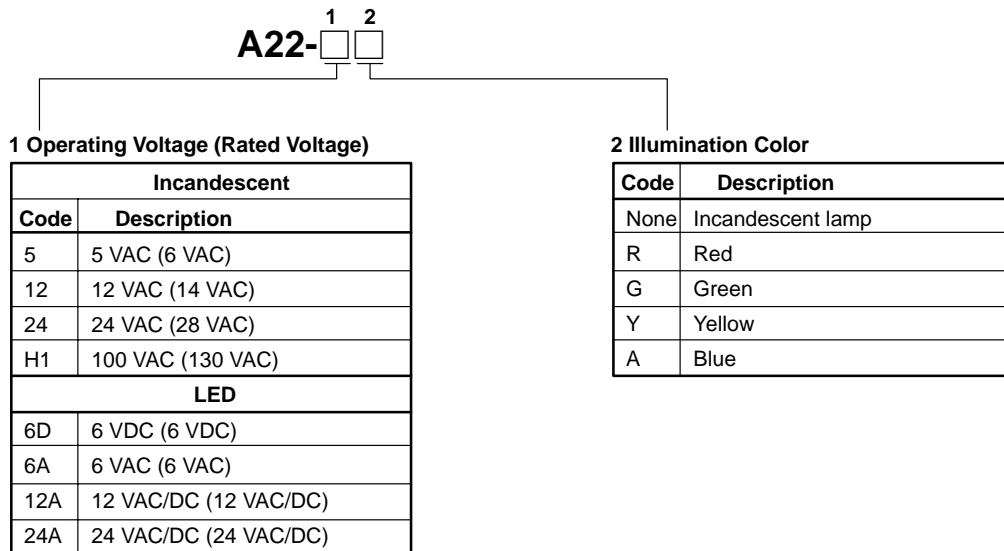 1 2
A22-
1 Operating Voltage (Rated Voltage)
Incandescent
Code Description
5 5 VAC (6 VAC)
12 12 VAC (14 VAC)
24 24 VAC (28 VAC)
H1 100 VAC (130 VAC)
LED
6D 6 VDC (6 VDC)
6A 6 VAC (6 VAC)
12A 12 VAC/DC (12 VAC/DC)
24A 24 VAC/DC (24 VAC/DC)
2 Illumination Color
Code Description
None Incandescent lamp
R Red
G Green
Y Yellow
A Blue